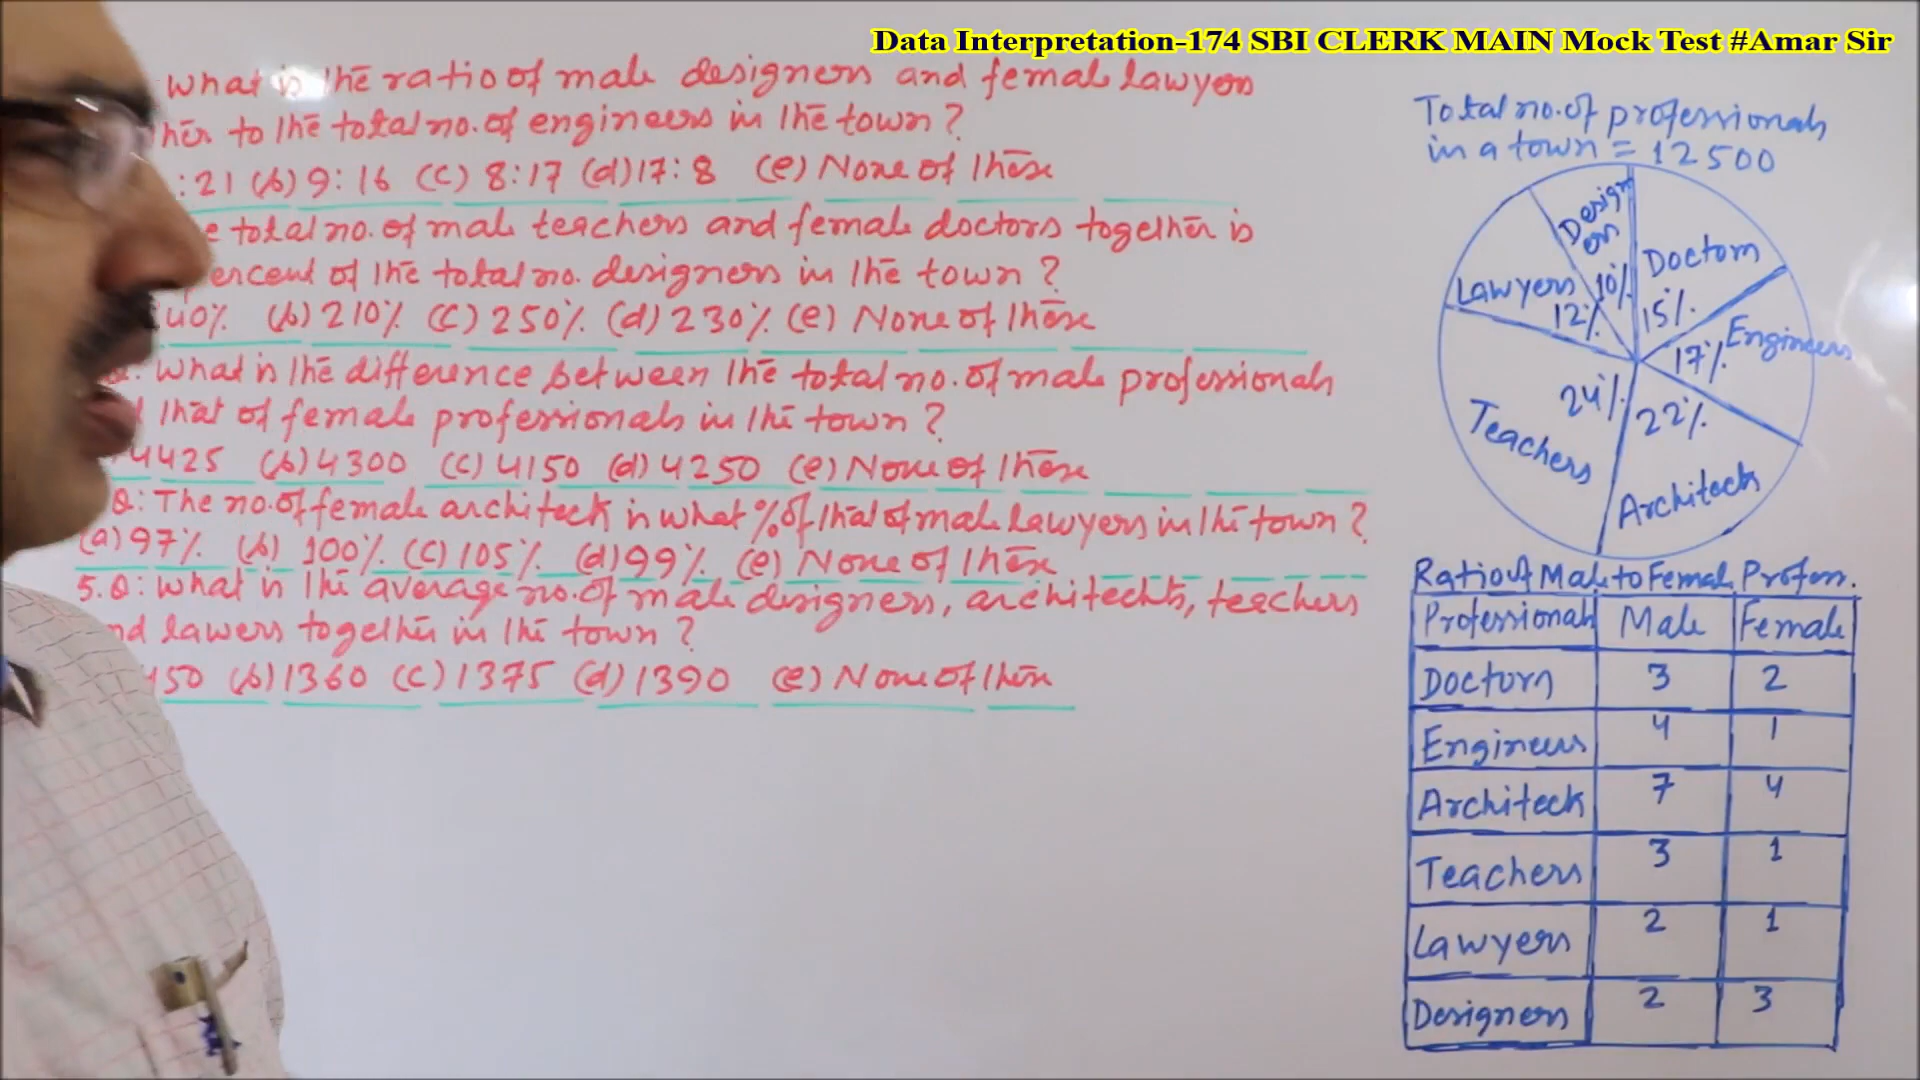 Data Interpretation-174 SBI CLERK MAIN Mock Test #Amar Sir
What is the ratio of male designers and female lawyers
to the total no. of engineers in the town?
:21 (b) 9:16 (c) 8:17 (d) 17:8 (e) None of these
total no. of male teachers and female doctors together is
of the total no. designers in the town?
40% (b) 210% (c) 250% (d) 230% (e) None of these
What is the difference between the total no. of male professionals
that of female professionals in the town?
4425 (b) 4300 (c) 4150 (d) 4250 (e) None of these
Q: The no. of female architeck is what % of that of male lawyers in the town?
(a) 97% (b) 100% (c) 105% (d) 99% (e) None of these
5.Q: What is the average no. of male designers, architechts, teachers
lawers together in the town?
(b) 1360 (c) 1375 (d) 1390 (e) None of these
Total no. of professionals
in a town = 12500
Design
ers
10%
Doctors
15%
Lawyers
12%
Engineers
17%
24%
Teachers
22%
Architeck
Ratio of Male to Female Profess.
Professionals Male Female
Doctors 3 2
Engineers 4 1
Architeck 7 4
Teachers 3 1
Lawyers 2 1
Designers 2 3